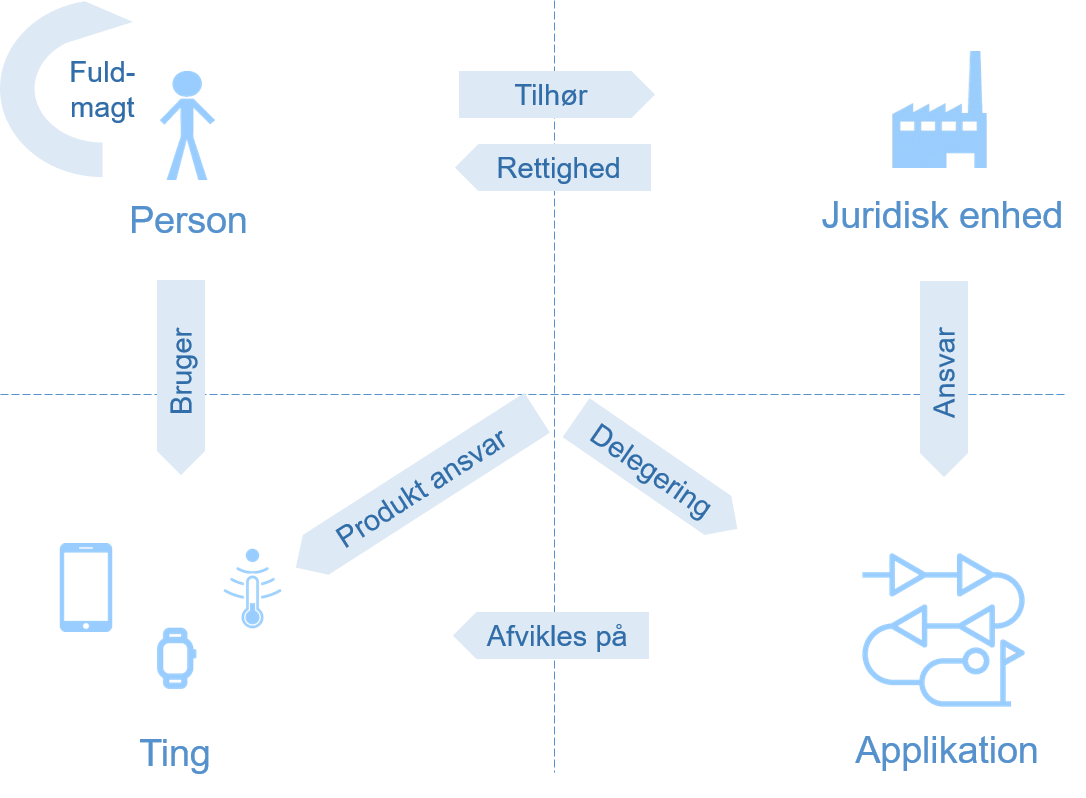 Fuld-
magt
Tilhør
Rettighed
Person
Juridisk enhed
Bruger
Ansvar
Produkt ansvar
Delegering
Afvikles på
Ting
Applikation